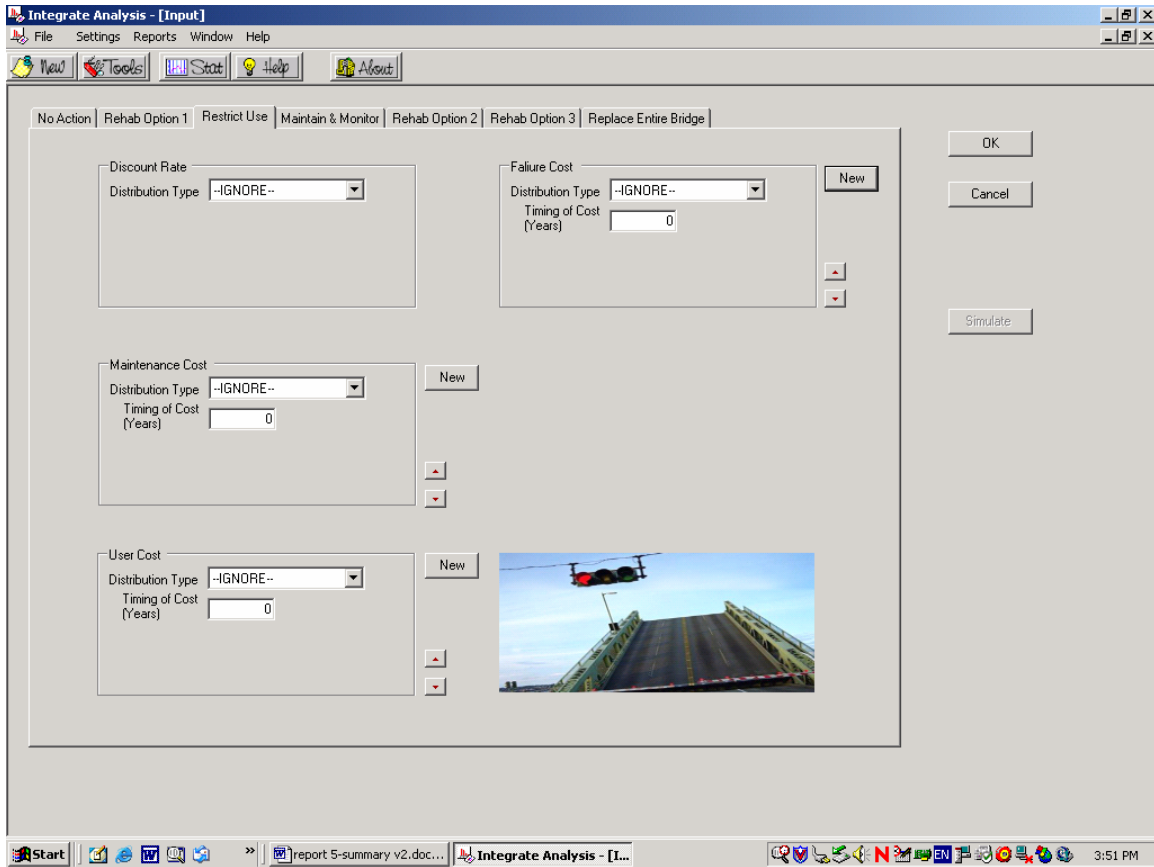 Integrate Analysis - [Input]
File Settings Reports Window Help
New Tools Stat Help About
No Action Rehab Option 1 Restrict Use Maintain & Monitor Rehab Option 2 Rehab Option 3 Replace Entire Bridge
Discount Rate
Distribution Type --IGNORE--
Faliure Cost
Distribution Type --IGNORE--
Timing of Cost
(Years) 0
New
OK
Cancel
Simulate
Maintenance Cost
Distribution Type --IGNORE--
Timing of Cost
(Years) 0
New
User Cost
Distribution Type --IGNORE--
Timing of Cost
(Years) 0
New
Start » report 5-summary v2.doc... Integrate Analysis - [I... N EN 3:51 PM